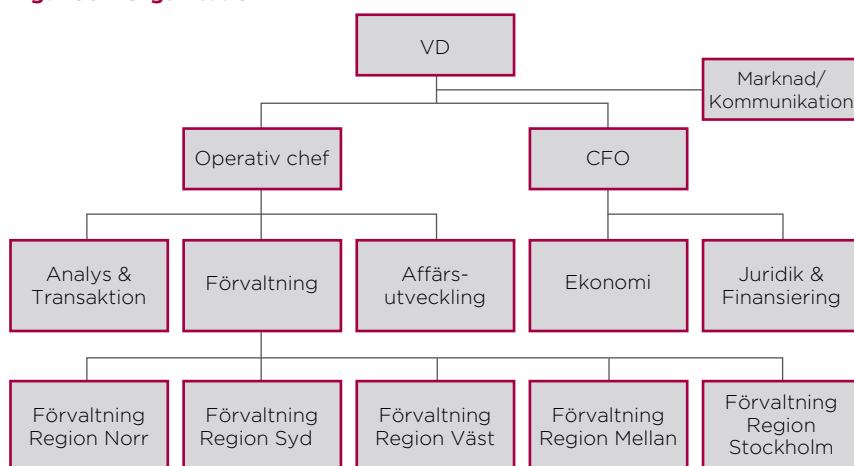 VD
Marknad/
Kommunikation
Operativ chef
CFO
Analys &
Transaktion
Förvaltning
Affärs-
utveckling
Ekonomi
Juridik &
Finansiering
Förvaltning
Region Norr
Förvaltning
Region Syd
Förvaltning
Region Väst
Förvaltning
Region Mellan
Förvaltning
Region
Stockholm